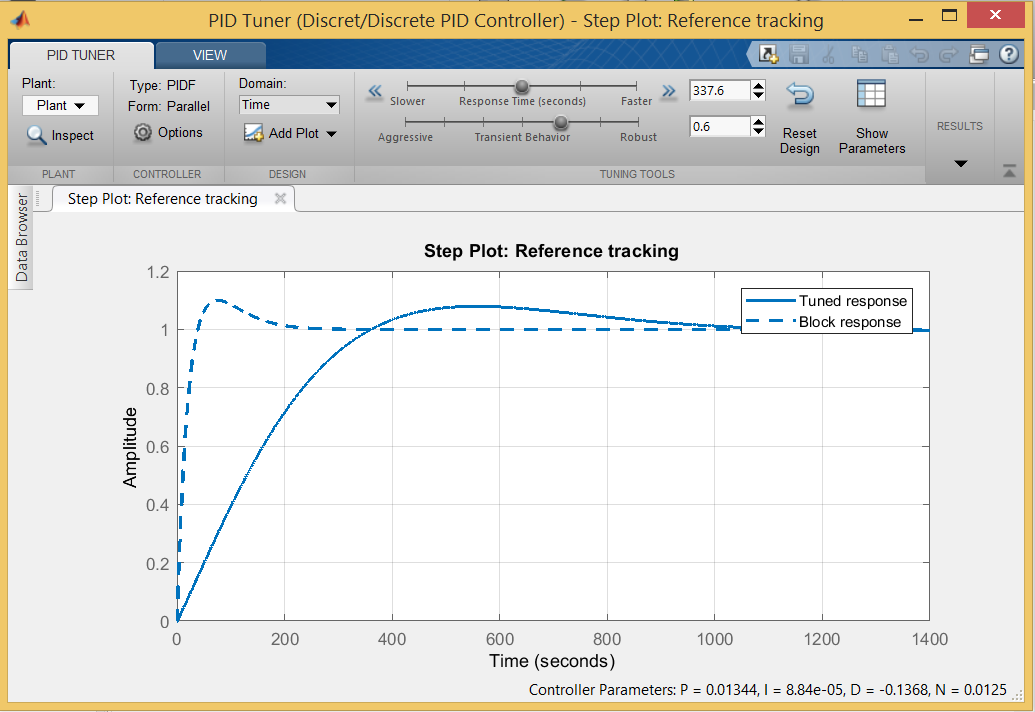 PID Tuner (Discret/Discrete PID Controller) - Step Plot: Reference tracking
PID TUNER
VIEW
Plant:
Plant
Inspect
PLANT
Type: PIDF
Form: Parallel
Options
CONTROLLER
Domain:
Time
Add Plot
DESIGN
Slower
Response Time (seconds)
Faster
337.6
Aggressive
Transient Behavior
Robust
0.6
Reset
Design
Show
Parameters
TUNING TOOLS
RESULTS
Data Browser
Step Plot: Reference tracking
Step Plot: Reference tracking
Tuned response
Block response
Amplitude
1.2
1
0.8
0.6
0.4
0.2
0
0 200 400 600 800 1000 1200 1400
Time (seconds)
Controller Parameters: P = 0.01344, I = 8.84e-05, D = -0.1368, N = 0.0125